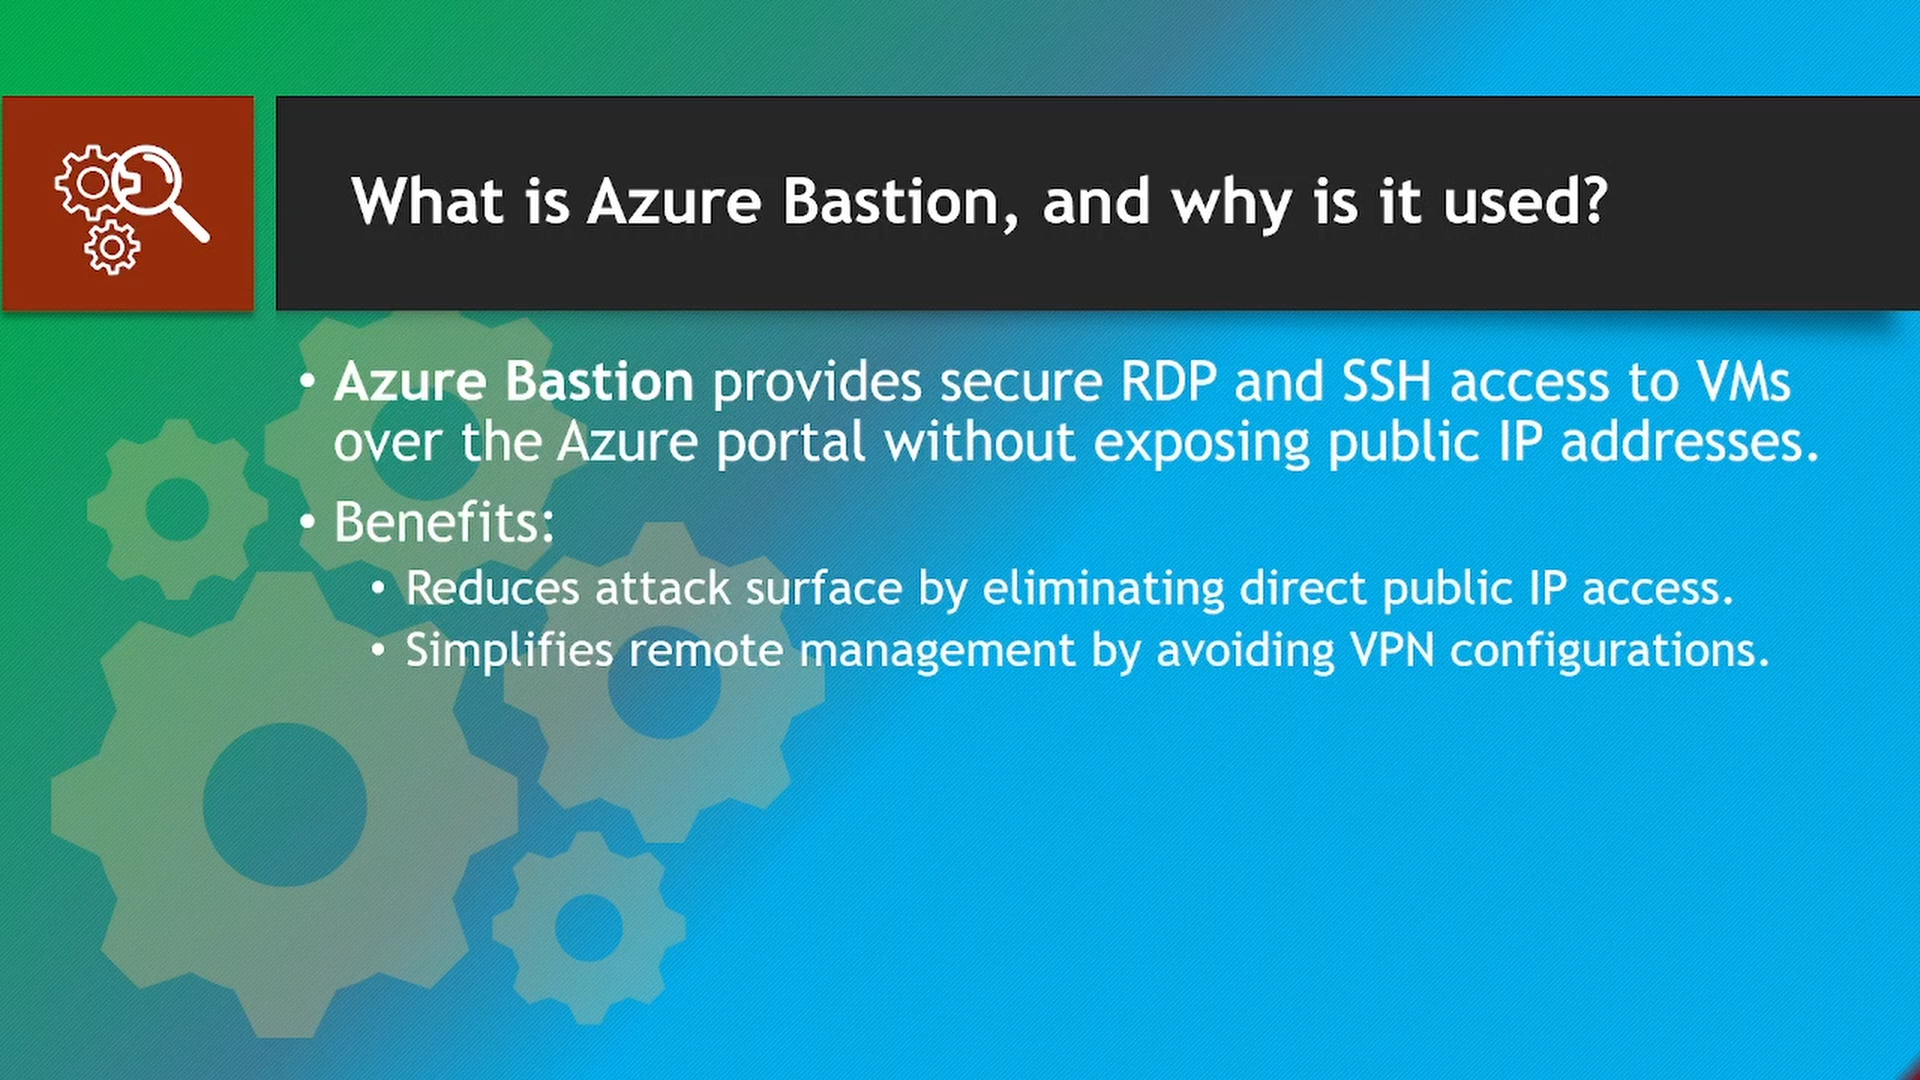 What is Azure Bastion, and why is it used?
• Azure Bastion provides secure RDP and SSH access to VMs
over the Azure portal without exposing public IP addresses.
• Benefits:
• Reduces attack surface by eliminating direct public IP access.
• Simplifies remote management by avoiding VPN configurations.